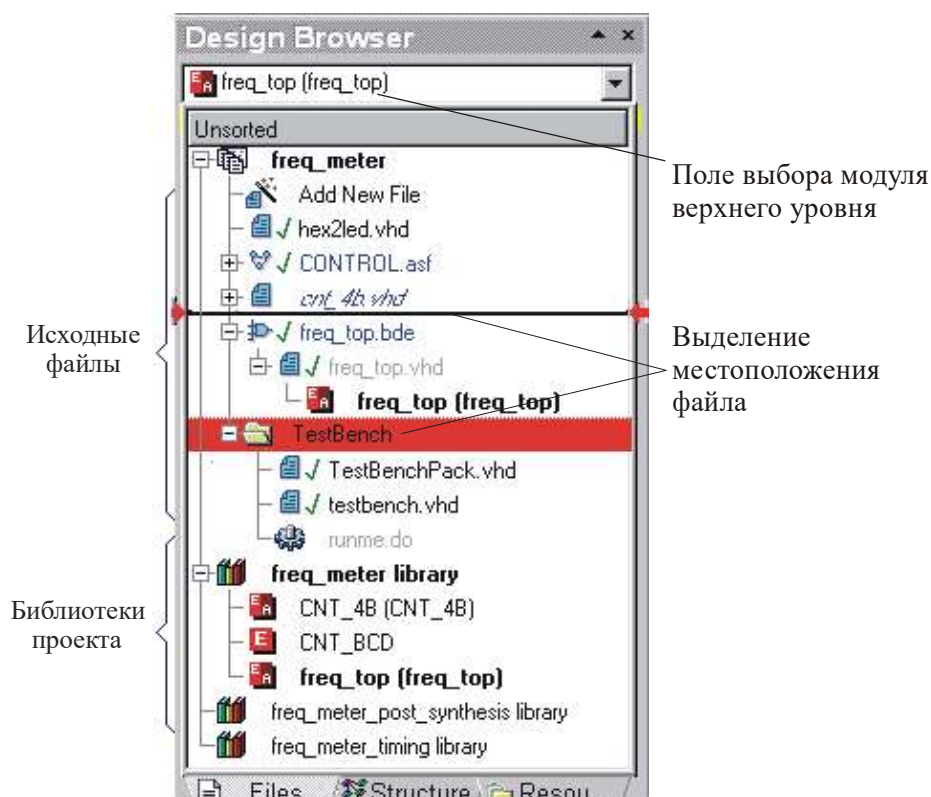 Design Browser
freq_top (freq_top)
Unsorted
freq_meter
Add New File
hex2led.vhd
CONTROL.asf
cnt_4b.vhd
freq_top.bde
freq_top.vhd
freq_top (freq_top)
TestBench
TestBenchPack.vhd
testbench.vhd
runme.do
freq_meter library
CNT_4B (CNT_4B)
CNT_BCD
freq_top (freq_top)
freq_meter_post_synthesis library
freq_meter_timing library
Files
Structure
Resou
Поле выбора модуля
верхнего уровня
Выделение
местоположения
файла
Исходные
файлы
Библиотеки
проекта